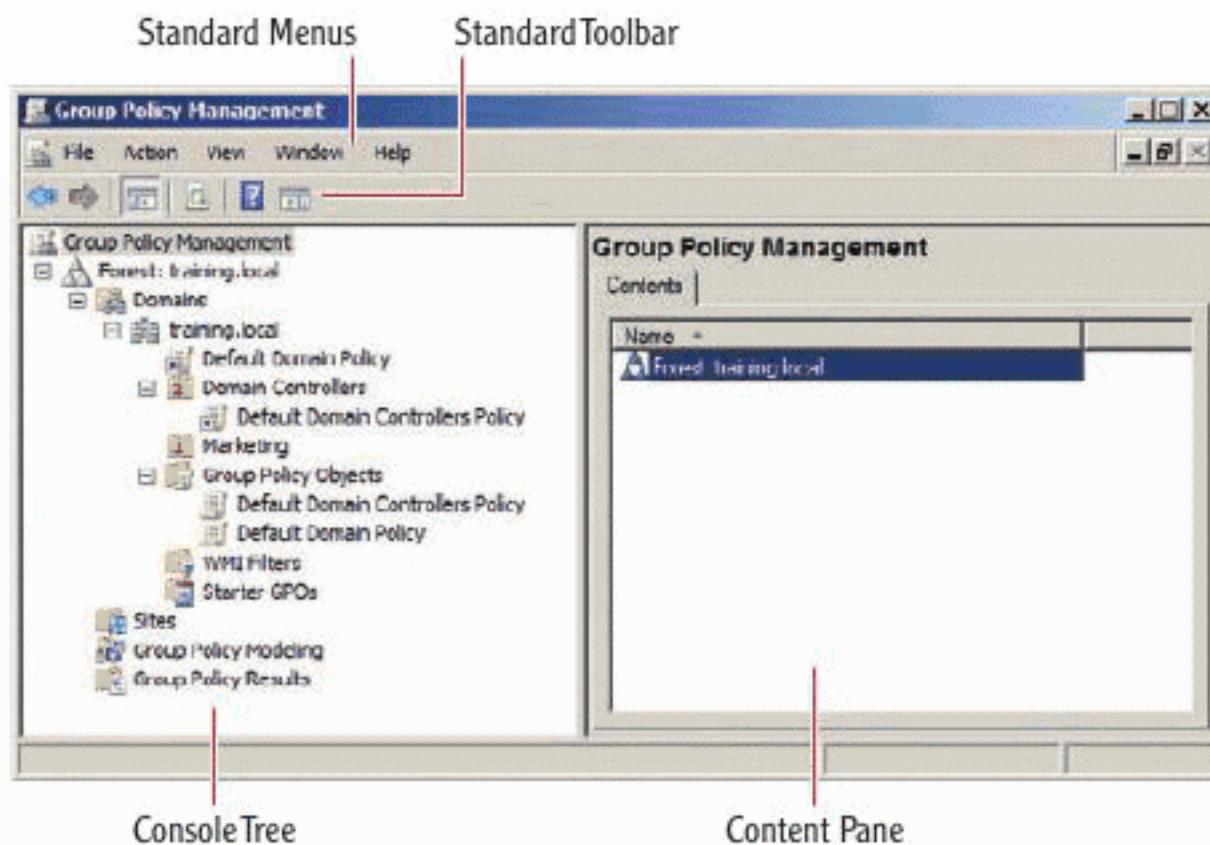 Standard Menus Standard Toolbar
Group Policy Management
File Action View Window Help
Group Policy Management
Forest: training.local
Domains
training.local
Default Domain Policy
Domain Controllers
Default Domain Controllers Policy
Marketing
Group Policy Objects
Default Domain Controllers Policy
Default Domain Policy
WMI Filters
Starter GPOs
Sites
Group Policy Modeling
Group Policy Results
Group Policy Management
Contents
Name
Forest: training.local
Console Tree Content Pane